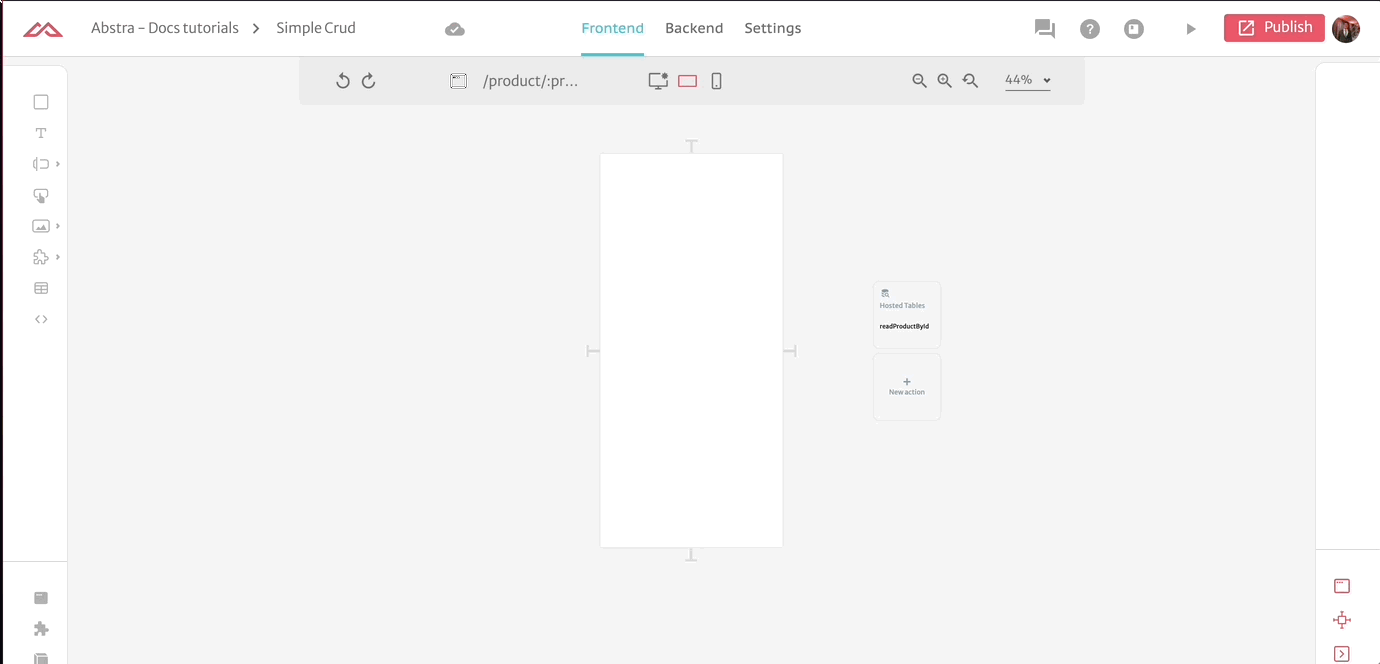 Abstra - Docs tutorials > Simple Crud
Frontend Backend Settings
Publish
/product/:pr...
44%
T
Hosted Tables
readProductById
+
New action